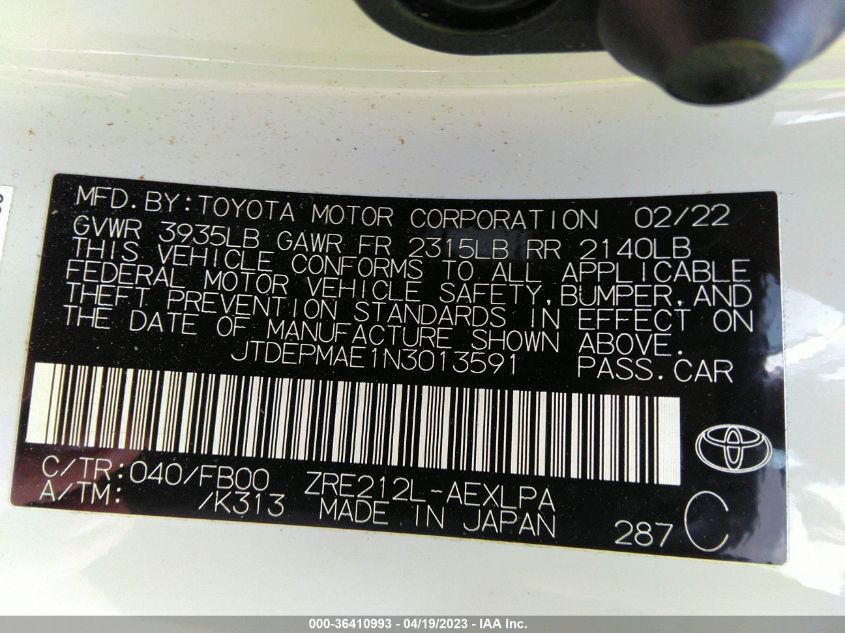 MFD.BY:TOYOTA MOTOR CORPORATION 02/22
GVWR 3935LB GAWR FR 2315LB RR 2140LB
THIS VEHICLE CONFORMS TO ALL APPLICABLE
FEDERAL MOTOR VEHICLE SAFETY,BUMPER,AND
THEFT PREVENTION STANDARDS IN EFFECT ON
THE DATE OF MANUFACTURE SHOWN ABOVE.
JTDEPMAE1N3013591 PASS.CAR
C/TR:040/FB00 ZRE212L-AEXLPA
A/TM: /K313 MADE IN JAPAN 287 C
000-36410993 - 04/19/2023 - IAA Inc.